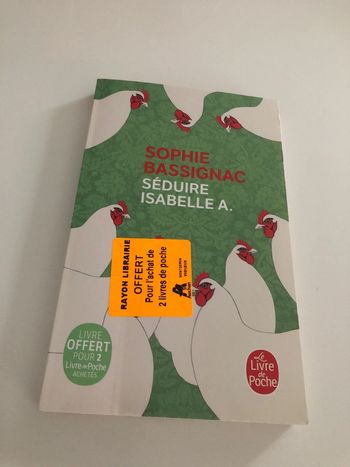 SOPHIE
BASSIGNAC
SÉDUIRE
ISABELLE A.
RAYON LIBRAIRIE
OFFERT
Pour l'achat de
2 livres de poche
Auchan
LIVRE
OFFERT
POUR 2
Livre de Poche
ACHETÉS
Le
Livre
de
Poche